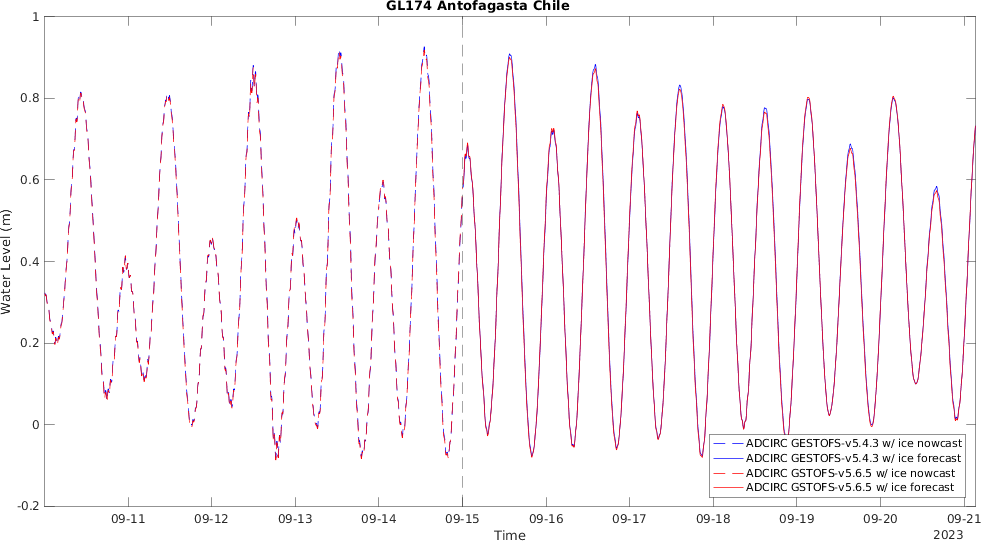 GL174 Antofagasta Chile
1
0.8
0.6
0.4
0.2
0
-0.2
Water Level (m)
09-11 09-12 09-13 09-14 09-15 09-16 09-17 09-18 09-19 09-20 09-21
2023
Time
ADCIRC GESTOFS-v5.4.3 w/ ice nowcast
ADCIRC GESTOFS-v5.4.3 w/ ice forecast
ADCIRC GSTOFS-v5.6.5 w/ ice nowcast
ADCIRC GSTOFS-v5.6.5 w/ ice forecast